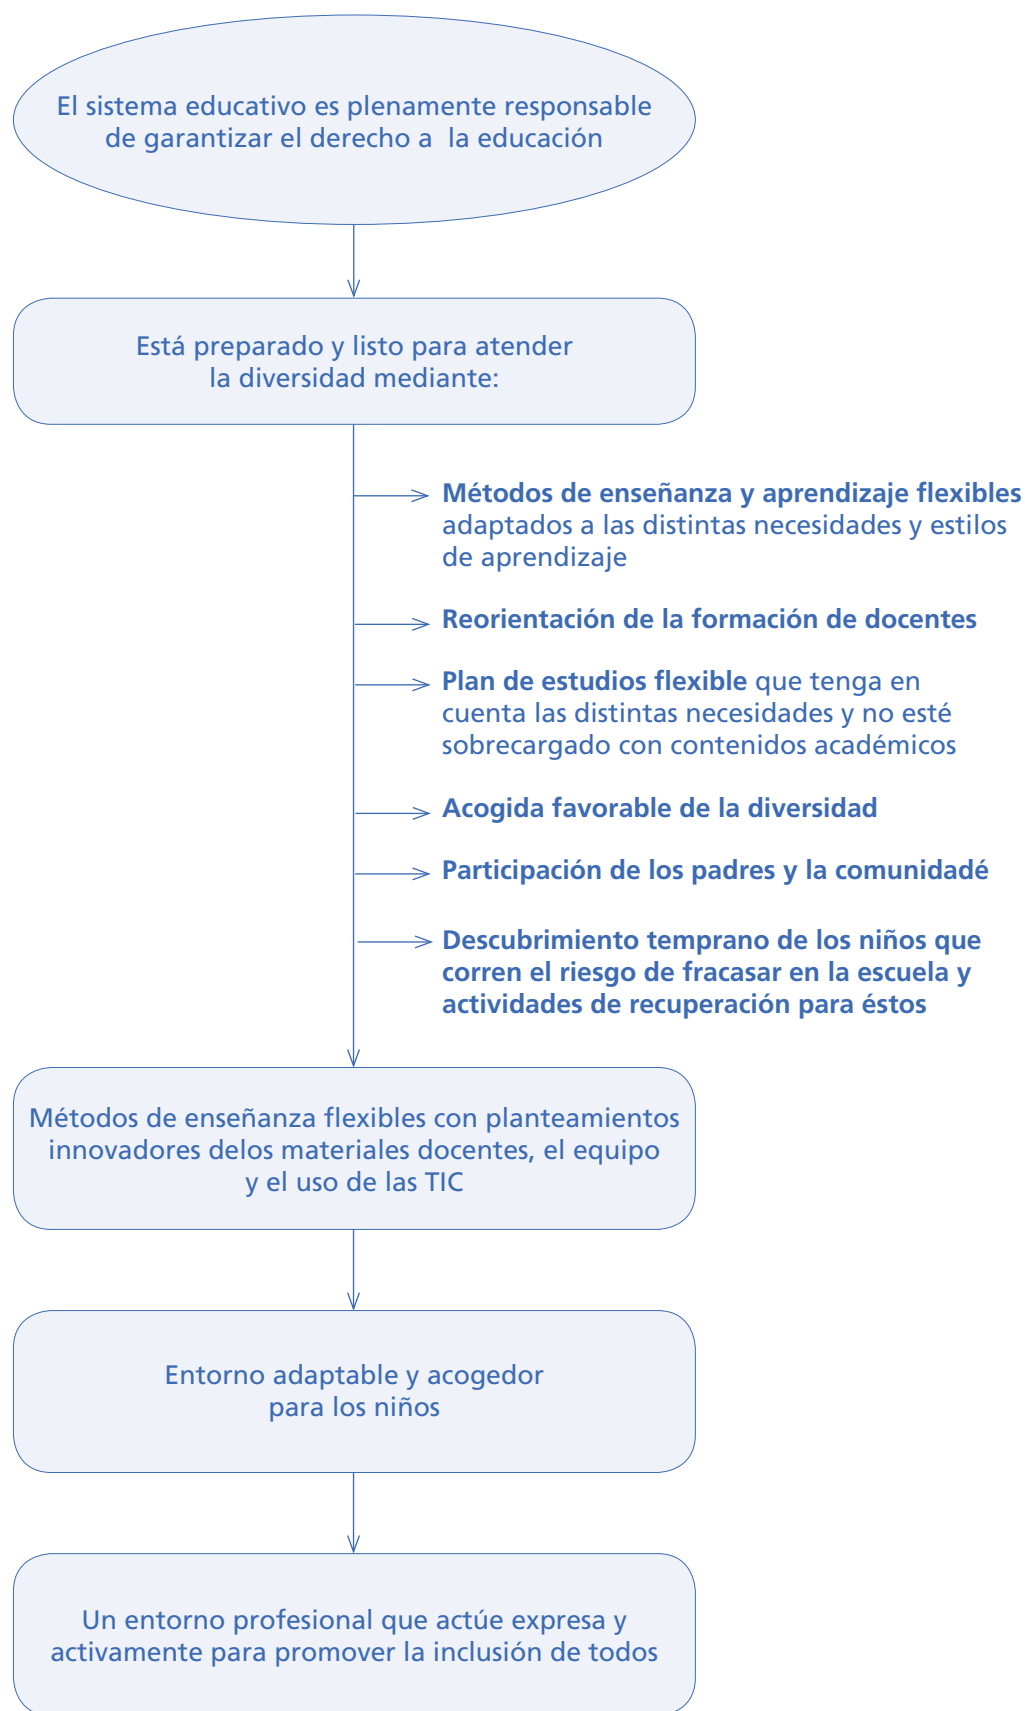 El sistema educativo es plenamente responsable
de garantizar el derecho a la educación
Está preparado y listo para atender
la diversidad mediante:
Métodos de enseñanza y aprendizaje flexibles
adaptados a las distintas necesidades y estilos
de aprendizaje
Reorientación de la formación de docentes
Plan de estudios flexible que tenga en
cuenta las distintas necesidades y no esté
sobrecargado con contenidos académicos
Acogida favorable de la diversidad
Participación de los padres y la comunidadé
Descubrimiento temprano de los niños que
corren el riesgo de fracasar en la escuela y
actividades de recuperación para éstos
Métodos de enseñanza flexibles con planteamientos
innovadores delos materiales docentes, el equipo
y el uso de las TIC
Entorno adaptable y acogedor
para los niños
Un entorno profesional que actúe expresa y
activamente para promover la inclusión de todos